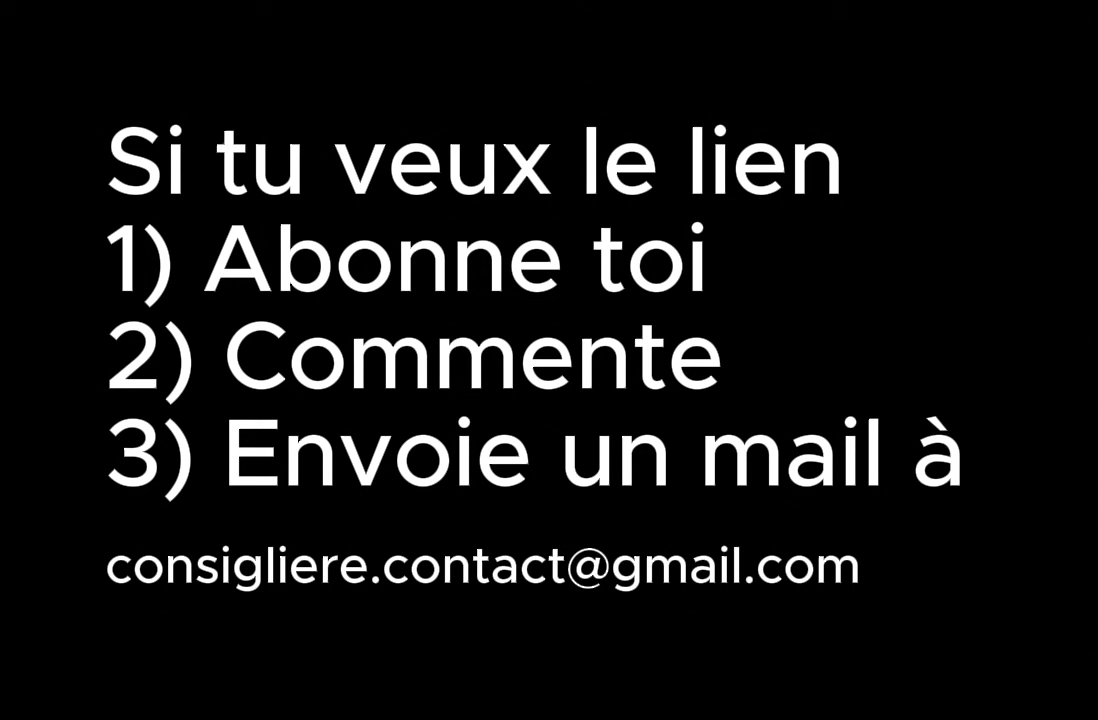 Si tu veux le lien
1) Abonne toi
2) Commente
3) Envoie un mail à
consigliere.contact@gmail.com